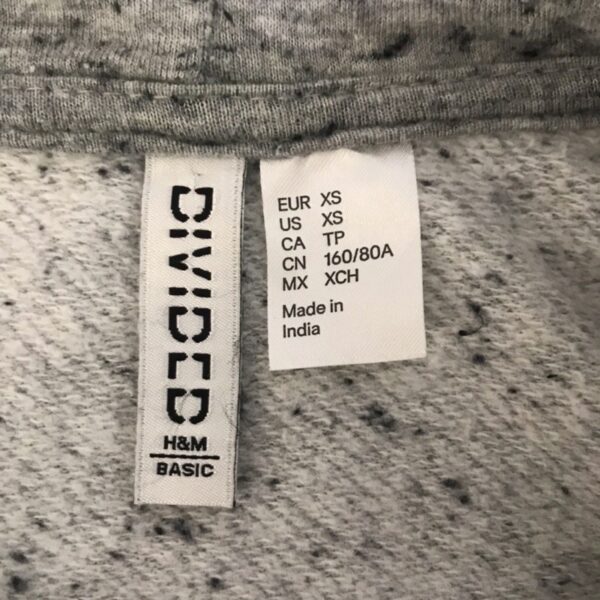 DIVIDED
H&M
BASIC
EUR XS
US XS
CA TP
CN 160/80A
MX XCH
Made in
India